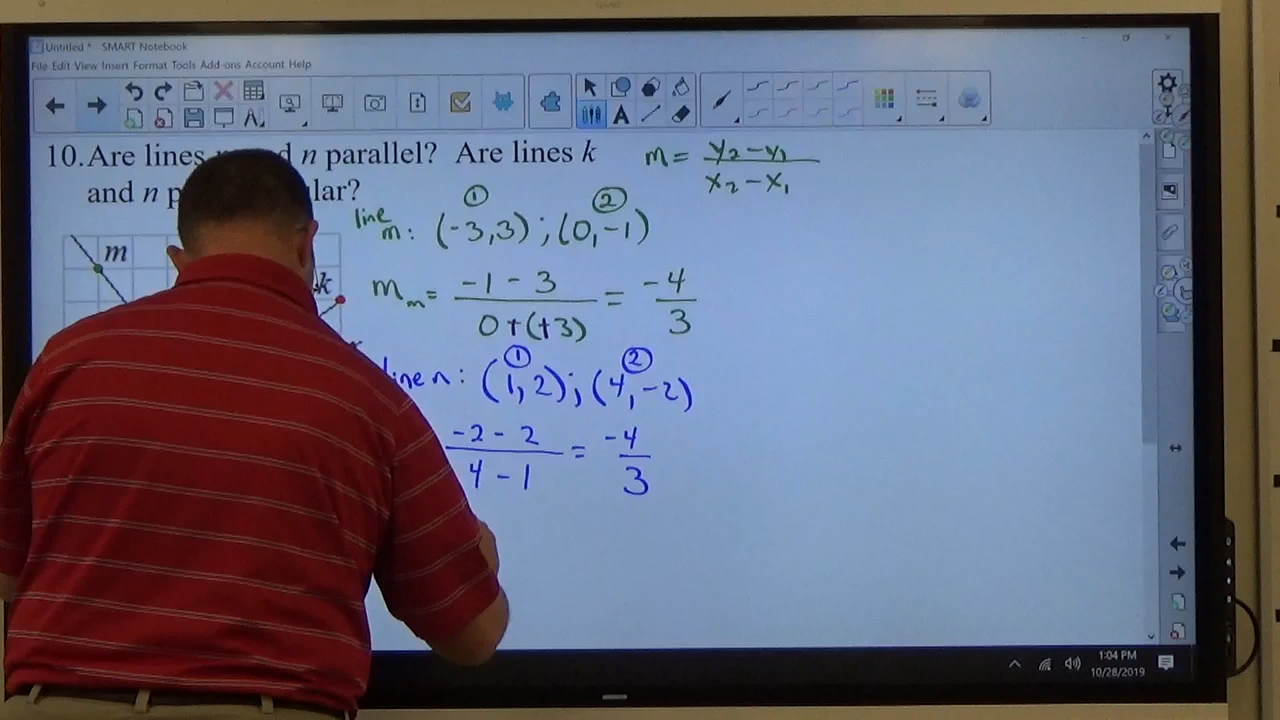 Untitled * - SMART Notebook
File Edit View Insert Format Tools Add-ons Account Help
10. Are lines n parallel? Are lines k
and n lar?
m = y₂ - y₁
x₂ - x₁
① ②
line m: (-3,3) ; (0,-1)
m
k
m m = -1 - 3 = -4
0 + (+3) 3
① ②
line n: (1,2) ; (4,-2)
-2 - 2 = -4
4 - 1 3
1:04 PM
10/28/2019